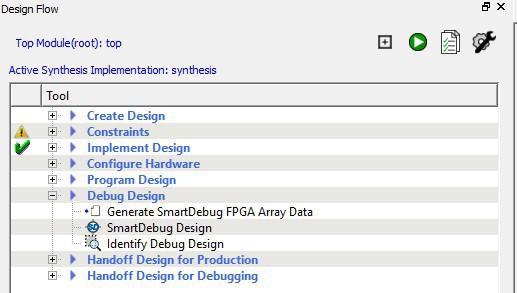 Design Flow
Top Module(root): top
Active Synthesis Implementation: synthesis
Tool
Create Design
Constraints
Implement Design
Configure Hardware
Program Design
Debug Design
Generate SmartDebug FPGA Array Data
SD SmartDesign Design
Identify Debug Design
Handoff Design for Production
Handoff Design for Debugging